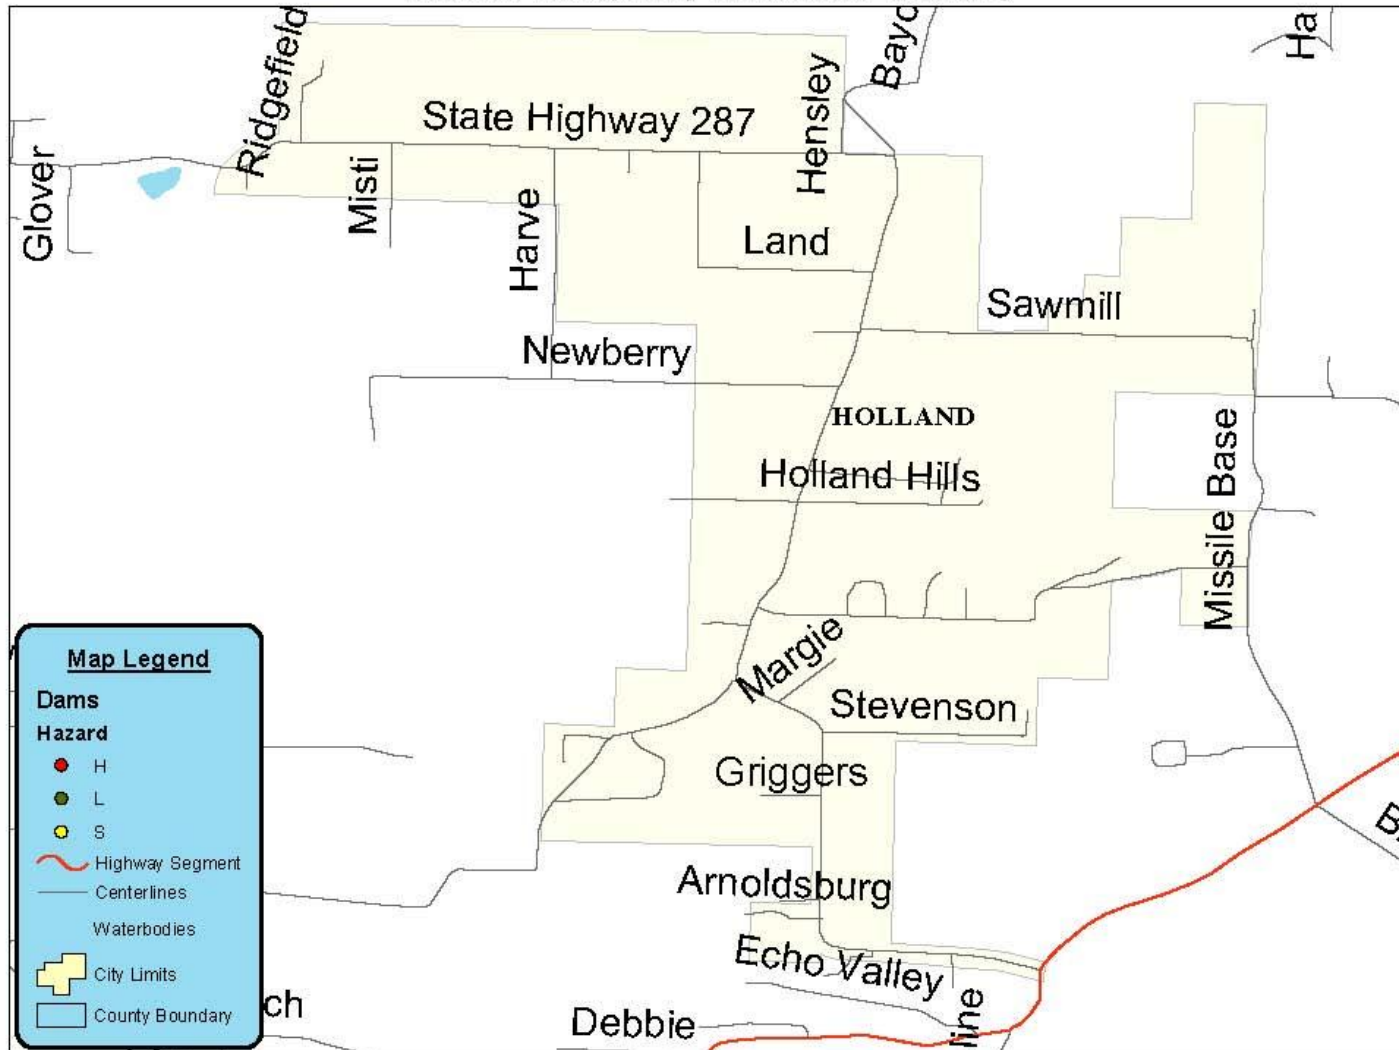 Ridgefield
Hensley
Bayo
Ha
State Highway 287
Glover
Misti
Harve
Land
Sawmill
Newberry
HOLLAND
Holland Hills
Missile Base
Margie
Stevenson
Griggers
Arnoldsburg
Echo Valley
Debbie
line
ch
B
Map Legend
Dams
Hazard
H
L
S
Highway Segment
Centerlines
Waterbodies
City Limits
County Boundary